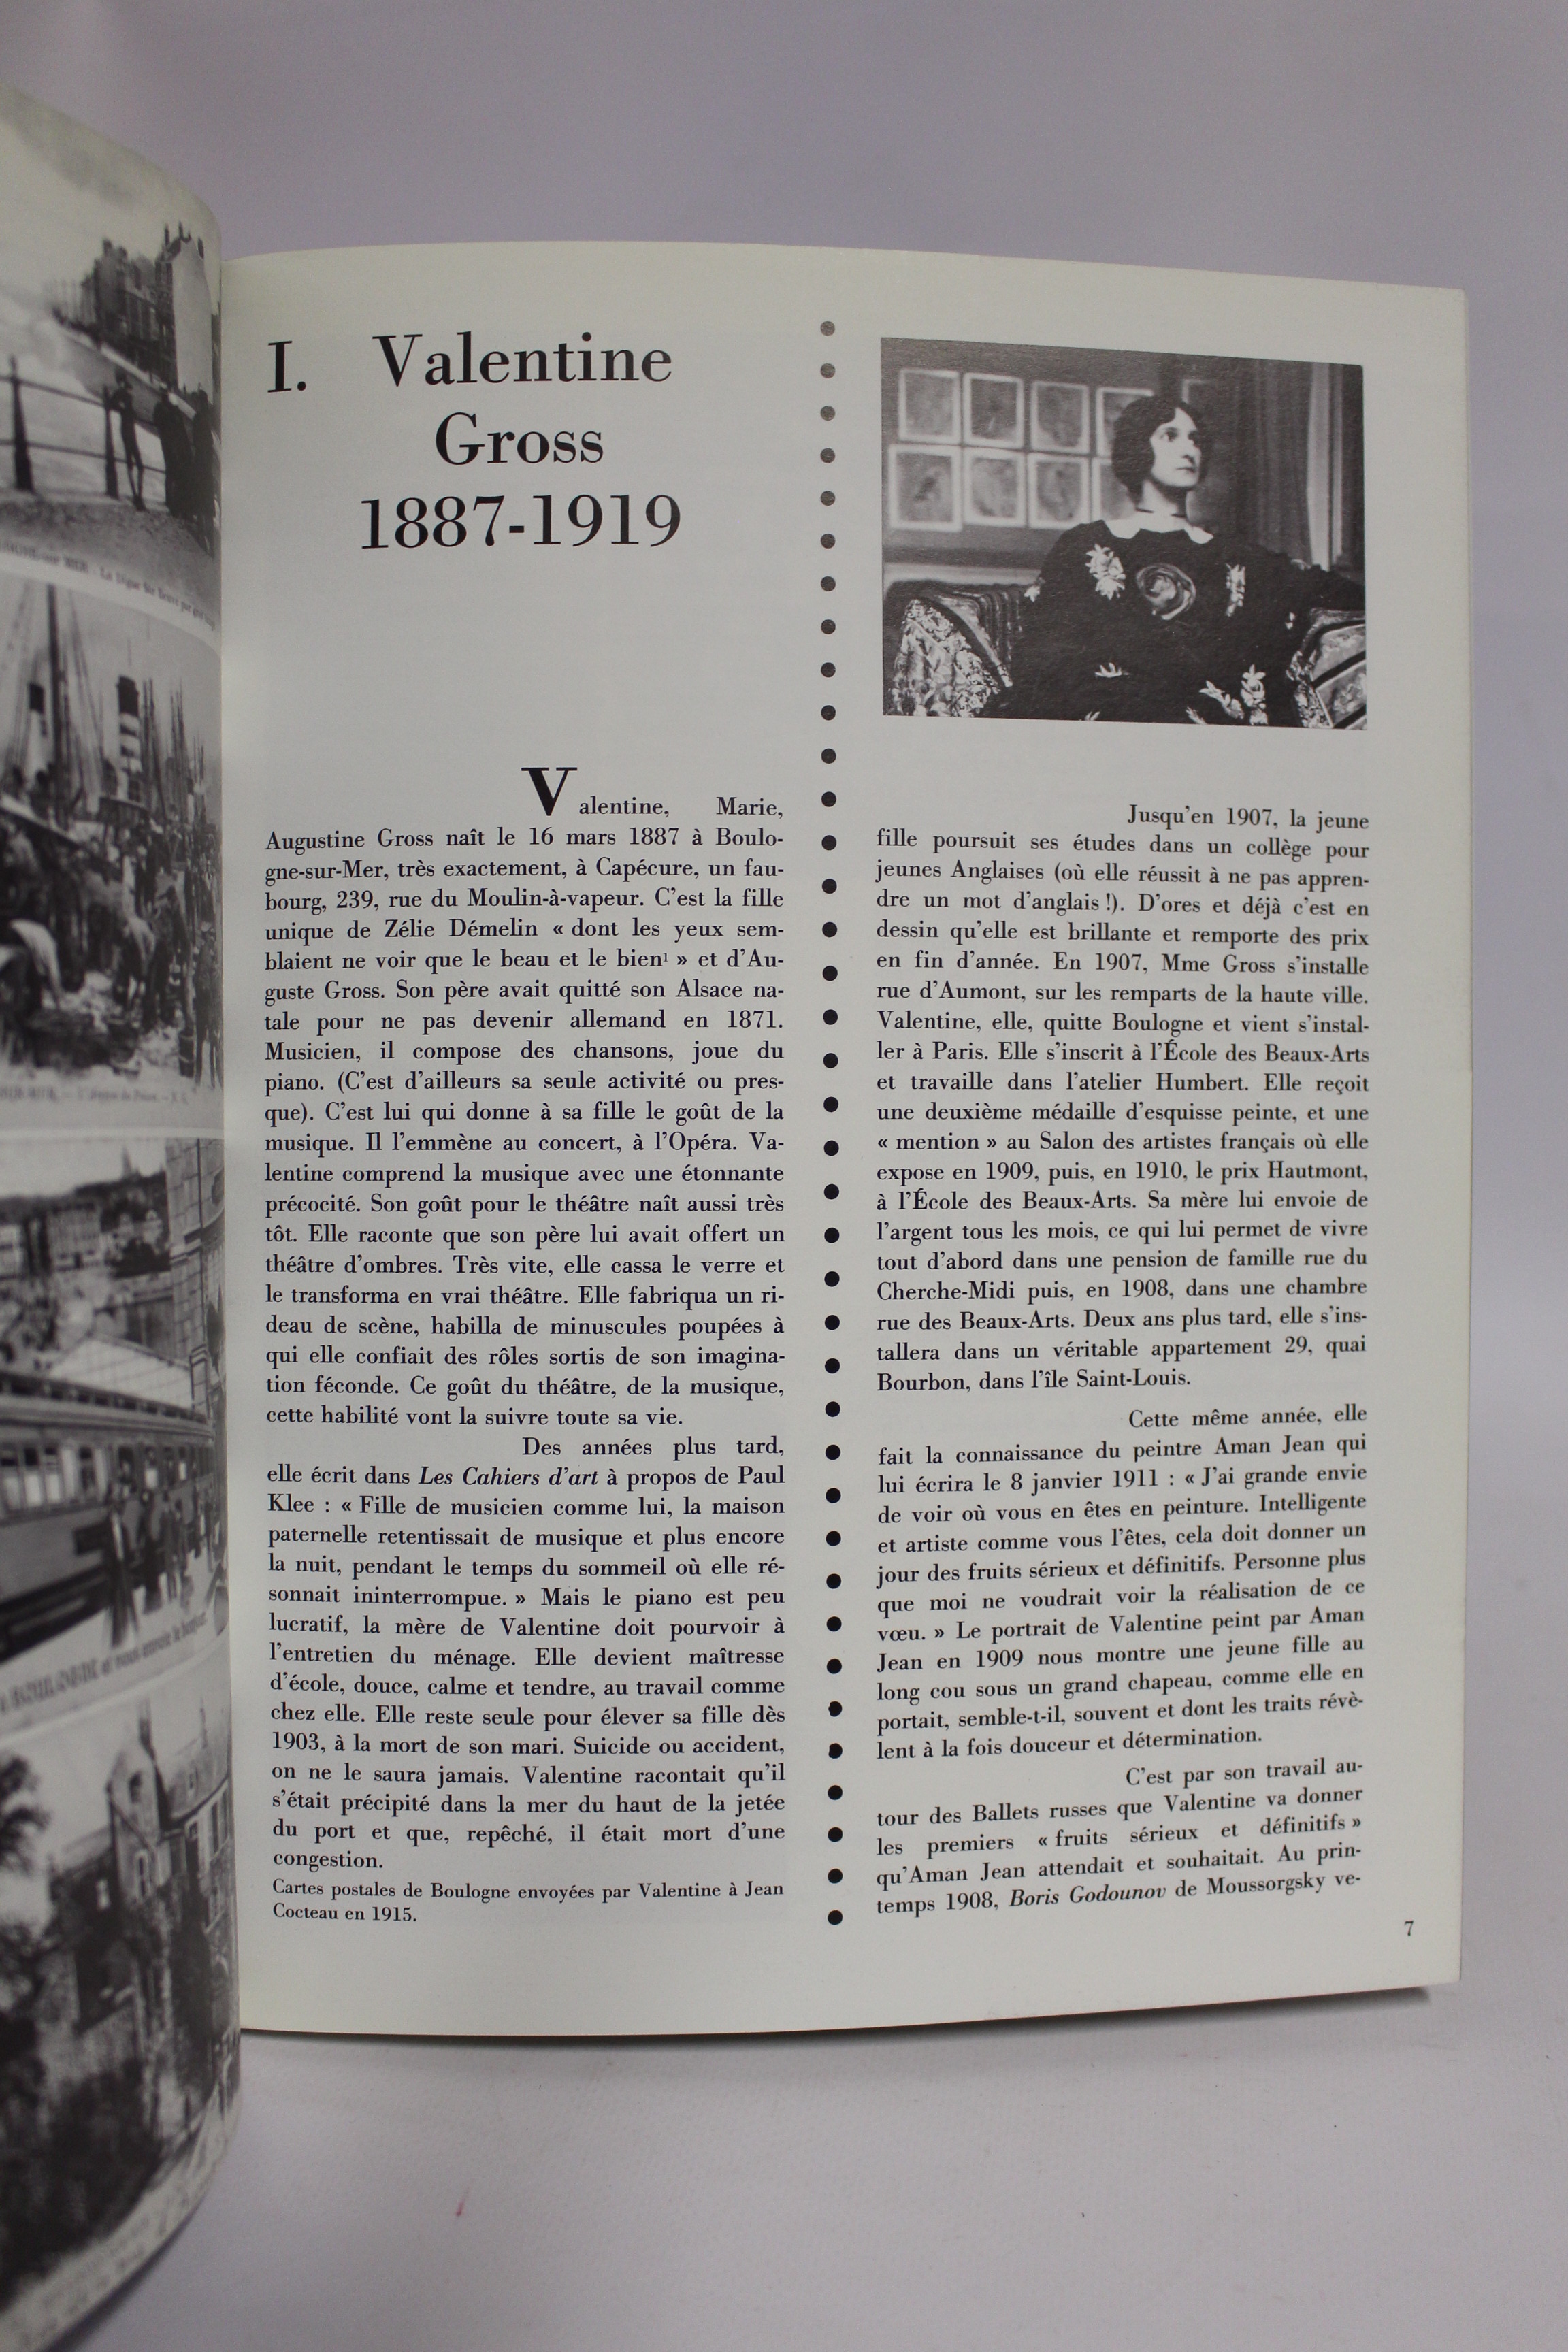 I. Valentine
Gross
1887-1919
Valentine, Marie,
Augustine Gross naît le 16 mars 1887 à Boulo-
gne-sur-Mer, très exactement, à Capécure, un fau-
bourg, 239, rue du Moulin-à-vapeur. C'est la fille
unique de Zélie Démelin « dont les yeux sem-
blaient ne voir que le beau et le bien¹ » et d'Au-
guste Gross. Son père avait quitté son Alsace na-
tale pour ne pas devenir allemand en 1871.
Musicien, il compose des chansons, joue du
piano. (C'est d'ailleurs sa seule activité ou pres-
que). C'est lui qui donne à sa fille le goût de la
musique. Il l'emmène au concert, à l'Opéra. Va-
lentine comprend la musique avec une étonnante
précocité. Son goût pour le théâtre naît aussi très
tôt. Elle raconte que son père lui avait offert un
théâtre d'ombres. Très vite, elle cassa le verre et
le transforma en vrai théâtre. Elle fabriqua un ri-
deau de scène, habilla de minuscules poupées à
qui elle confiait des rôles sortis de son imagina-
tion féconde. Ce goût du théâtre, de la musique,
cette habilité vont la suivre toute sa vie.
Des années plus tard,
elle écrit dans Les Cahiers d'art à propos de Paul
Klee : « Fille de musicien comme lui, la maison
paternelle retentissait de musique et plus encore
la nuit, pendant le temps du sommeil où elle ré-
sonnait ininterrompue. » Mais le piano est peu
lucratif, la mère de Valentine doit pourvoir à
l'entretien du ménage. Elle devient maîtresse
d'école, douce, calme et tendre, au travail comme
chez elle. Elle reste seule pour élever sa fille dès
1903, à la mort de son mari. Suicide ou accident,
on ne le saura jamais. Valentine racontait qu'il
s'était précipité dans la mer du haut de la jetée
du port et que, repêché, il était mort d'une
congestion.
Cartes postales de Boulogne envoyées par Valentine à Jean
Cocteau en 1915.
Jusqu'en 1907, la jeune
fille poursuit ses études dans un collège pour
jeunes Anglaises (où elle réussit à ne pas appren-
dre un mot d'anglais !). D'ores et déjà c'est en
dessin qu'elle est brillante et remporte des prix
en fin d'année. En 1907, Mme Gross s'installe
rue d'Aumont, sur les remparts de la haute ville.
Valentine, elle, quitte Boulogne et vient s'instal-
ler à Paris. Elle s'inscrit à l'École des Beaux-Arts
et travaille dans l'atelier Humbert. Elle reçoit
une deuxième médaille d'esquisse peinte, et une
« mention » au Salon des artistes français où elle
expose en 1909, puis, en 1910, le prix Hautmont,
à l'École des Beaux-Arts. Sa mère lui envoie de
l'argent tous les mois, ce qui lui permet de vivre
tout d'abord dans une pension de famille rue du
Cherche-Midi puis, en 1908, dans une chambre
rue des Beaux-Arts. Deux ans plus tard, elle s'ins-
tallera dans un véritable appartement 29, quai
Bourbon, dans l'île Saint-Louis.
Cette même année, elle
fait la connaissance du peintre Aman Jean qui
lui écrira le 8 janvier 1911 : « J'ai grande envie
de voir où vous en êtes en peinture. Intelligente
et artiste comme vous l'êtes, cela doit donner un
jour des fruits sérieux et définitifs. Personne plus
que moi ne voudrait voir la réalisation de ce
vœu. » Le portrait de Valentine peint par Aman
Jean en 1909 nous montre une jeune fille au
long cou sous un grand chapeau, comme elle en
portait, semble-t-il, souvent et dont les traits révè-
lent à la fois douceur et détermination.
C'est par son travail au-
tour des Ballets russes que Valentine va donner
les premiers « fruits sérieux et définitifs »
qu'Aman Jean attendait et souhaitait. Au prin-
temps 1908, Boris Godounov de Moussorgsky ve-
7